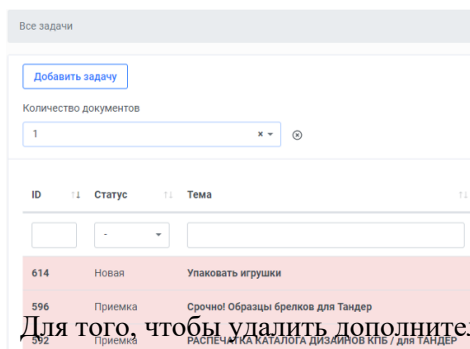 Все задачи
Добавить задачу
Количество документов
1
ID Статус Тема
-
614 Новая Упаковать игрушки
596 Приемка Срочно! Образцы брелков для Тандер
Для того, чтобы удалить
592 Приемка РАСПЕЧАТКА КАТАЛОГА ДИЗАЙНОВ КПБ / для ТАНДЕР